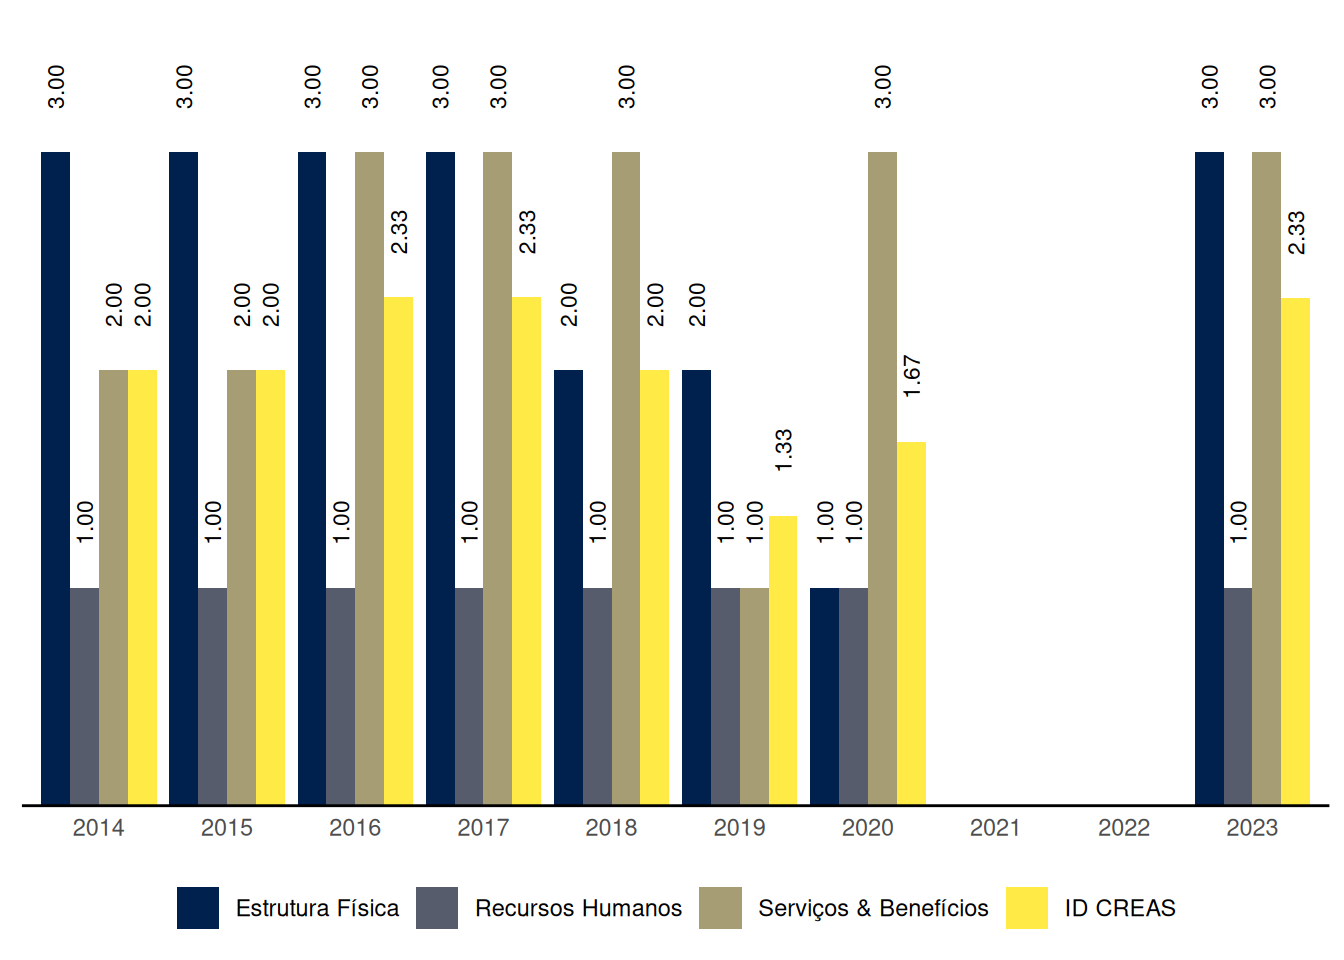 3.00 3.00 3.00 3.00 3.00 3.00 3.00 3.00 3.00 3.00
2.33 2.33 2.33
2.00 2.00 2.00 2.00 2.00 2.00 2.00
1.67
1.33
1.00 1.00 1.00 1.00 1.00 1.00 1.00 1.00 1.00 1.00
2014 2015 2016 2017 2018 2019 2020 2021 2022 2023
Estrutura Física Recursos Humanos Serviços & Benefícios ID CREAS